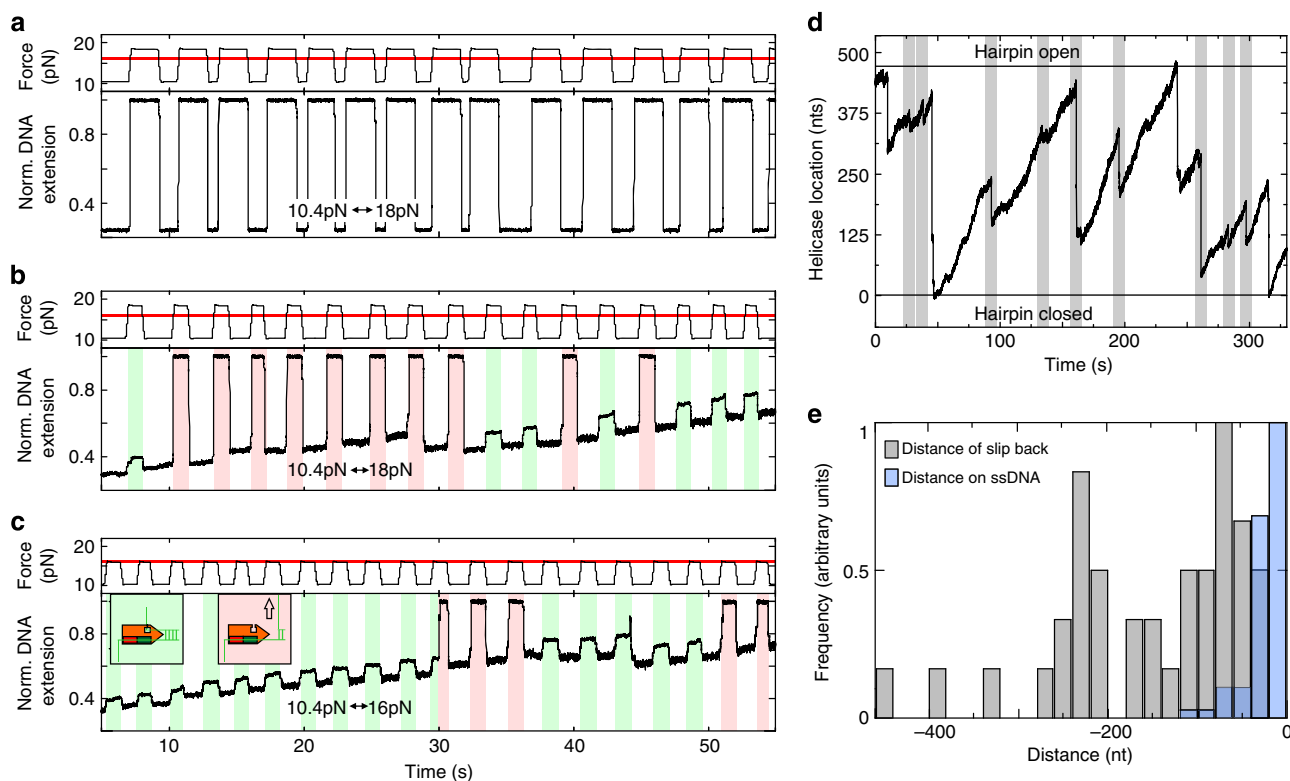 a
Force (pN)
20
10
Norm. DNA extension
0.8
0.4
10.4pN ↔ 18pN
b
Force (pN)
20
10
Norm. DNA extension
0.8
0.4
10.4pN ↔ 18pN
c
Force (pN)
20
10
Norm. DNA extension
0.8
0.4
10.4pN ↔ 16pN
10 20 30 40 50
Time (s)
d
Helicase location (nts)
500
375
250
125
0
Hairpin open
Hairpin closed
0 100 200 300
Time (s)
e
Frequency (arbitrary units)
1
0.5
0
Distance of slip back
Distance on ssDNA
−400 −200 0
Distance (nt)